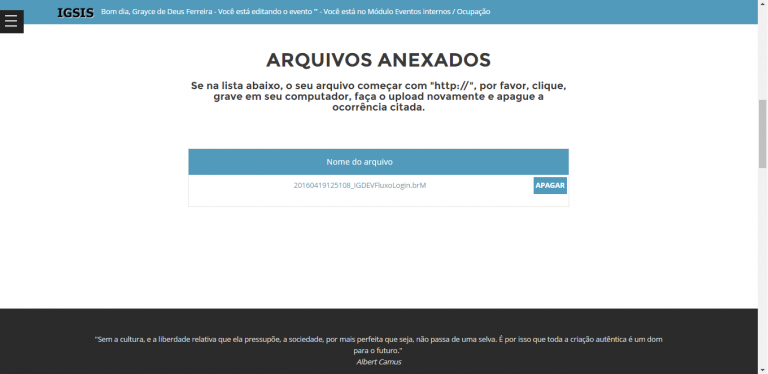 IGSIS Bom dia, Grayce de Deus Ferreira - Você está editando o evento " - Você está no Módulo Eventos Internos / Ocupação
ARQUIVOS ANEXADOS
Se na lista abaixo, o seu arquivo começar com "http://", por favor, clique,
grave em seu computador, faça o upload novamente e apague a
ocorrência citada.
Nome do arquivo
20160419125108_IGDEVFluxoLogin.brM APAGAR
"Sem a cultura, e a liberdade relativa que ela pressupõe, a sociedade, por mais perfeita que seja, não passa de uma selva. É por isso que toda a criação autêntica é um dom
para o futuro."
Albert Camus